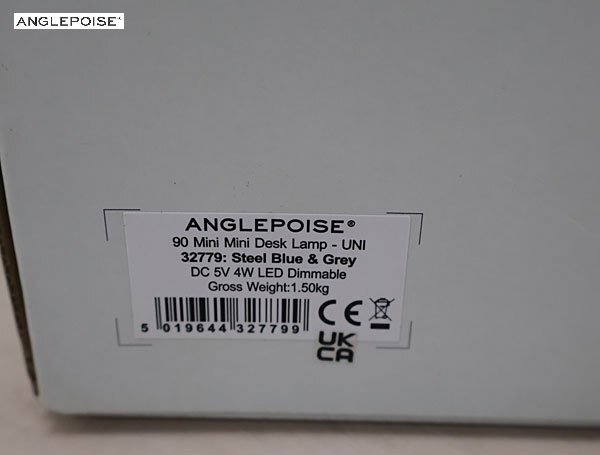 ANGLEPOISE®
ANGLEPOISE®
90 Mini Mini Desk Lamp - UNI
32779: Steel Blue & Grey
DC 5V 4W LED Dimmable
Gross Weight:1.50kg
5 019644 327799
CE
UK
CA